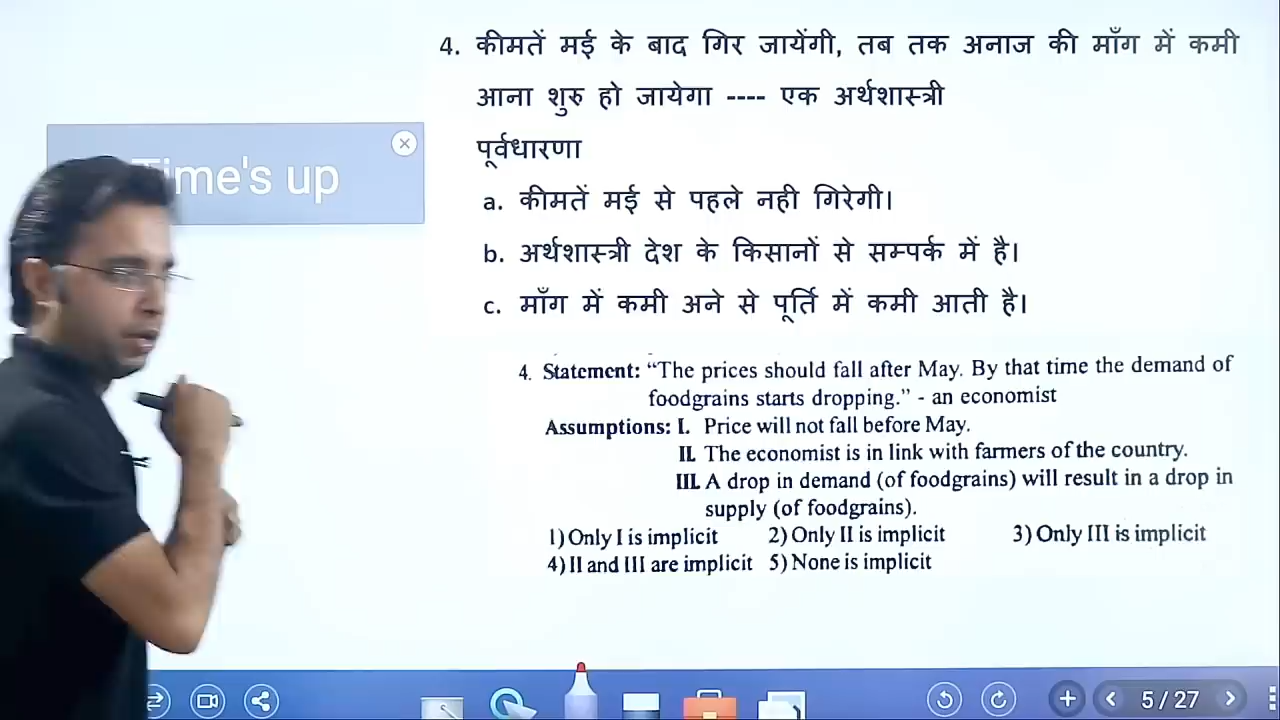 4. कीमतें मई के बाद गिर जायेंगी, तब तक अनाज की माँग में कमी
आना शुरु हो जायेगा ---- एक अर्थशास्त्री
पूर्वधारणा
a. कीमतें मई से पहले नही गिरेगी।
b. अर्थशास्त्री देश के किसानों से सम्पर्क में है।
c. माँग में कमी अने से पूर्ति में कमी आती है।
Time's up
4. Statement: “The prices should fall after May. By that time the demand of
foodgrains starts dropping.” - an economist
Assumptions: I. Price will not fall before May.
II. The economist is in link with farmers of the country.
III. A drop in demand (of foodgrains) will result in a drop in
supply (of foodgrains).
1) Only I is implicit 2) Only II is implicit 3) Only III is implicit
4) II and III are implicit 5) None is implicit
5 / 27